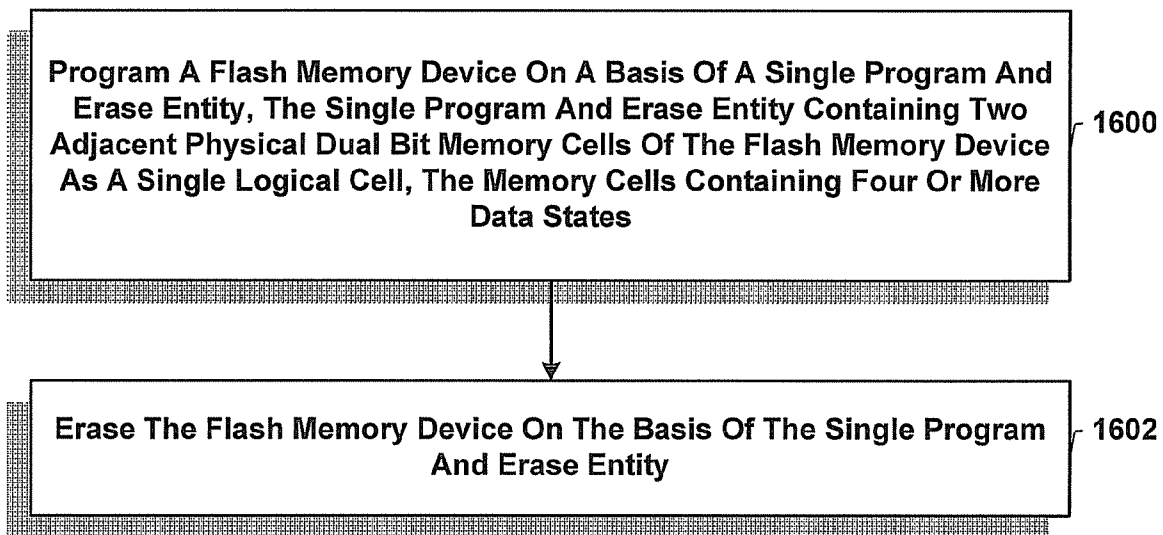 Program A Flash Memory Device On A Basis Of A Single Program And
Erase Entity, The Single Program And Erase Entity Containing Two
Adjacent Physical Dual Bit Memory Cells Of The Flash Memory Device
As A Single Logical Cell, The Memory Cells Containing Four Or More
Data States
1600
Erase The Flash Memory Device On The Basis Of The Single Program
And Erase Entity
1602